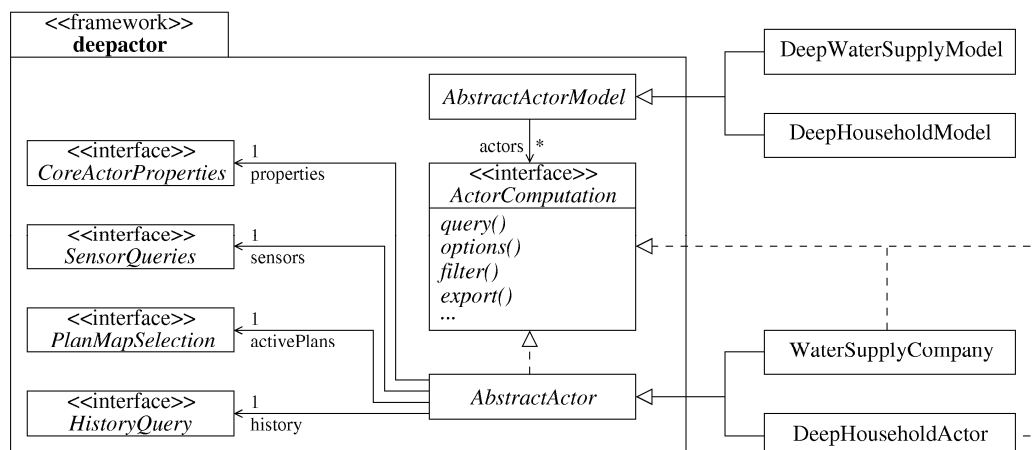 <<framework>>
deepactor
AbstractActorModel
DeepWaterSupplyModel
DeepHouseholdModel
actors
*
<<interface>>
CoreActorProperties
1
properties
<<interface>>
ActorComputation
query()
options()
filter()
export()
...
<<interface>>
SensorQueries
1
sensors
<<interface>>
PlanMapSelection
1
activePlans
<<interface>>
HistoryQuery
1
history
AbstractActor
WaterSupplyCompany
DeepHouseholdActor